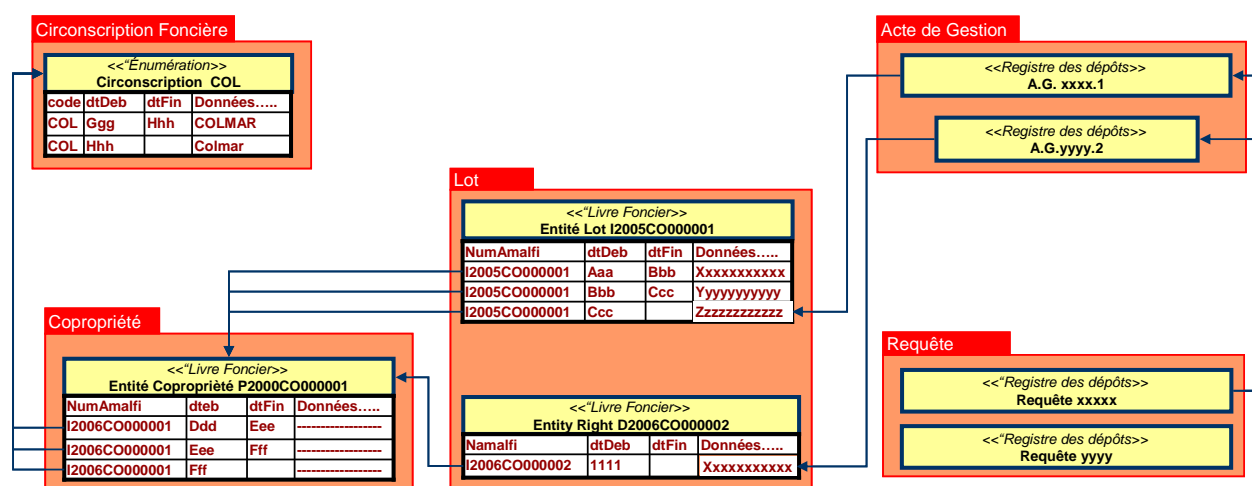 Circonscription Foncière
<<“Énumération>>
Circonscription COL
code dtDeb dtFin Données…..
COL Ggg Hhh COLMAR
COL Hhh Colmar
Acte de Gestion
<<Registre des dépôts>>
A.G. xxxx.1
<<Registre des dépôts>>
A.G.yyyy.2
Lot
<<“Livre Foncier>>
Entité Lot I2005CO000001
NumAmalfi dtDeb dtFin Données…..
I2005CO000001 Aaa Bbb Xxxxxxxxxxx
I2005CO000001 Bbb Ccc Yyyyyyyyyyy
I2005CO000001 Ccc Zzzzzzzzzzzz
Copropriété
<<“Livre Foncier>>
Entité Coproprièté P2000CO000001
NumAmalfi dteb dtFin Données…..
I2006CO000001 Ddd Eee -----------------
I2006CO000001 Eee Fff -----------------
I2006CO000001 Fff -----------------
<<“Livre Foncier>>
Entity Right D2006CO000002
Namalfi dtDeb dtFin Données…..
I2006CO000002 1111 Xxxxxxxxxxx
Requête
<<“Registre des dépôts>>
Requête xxxxx
<<“Registre des dépôts>>
Requête yyyy